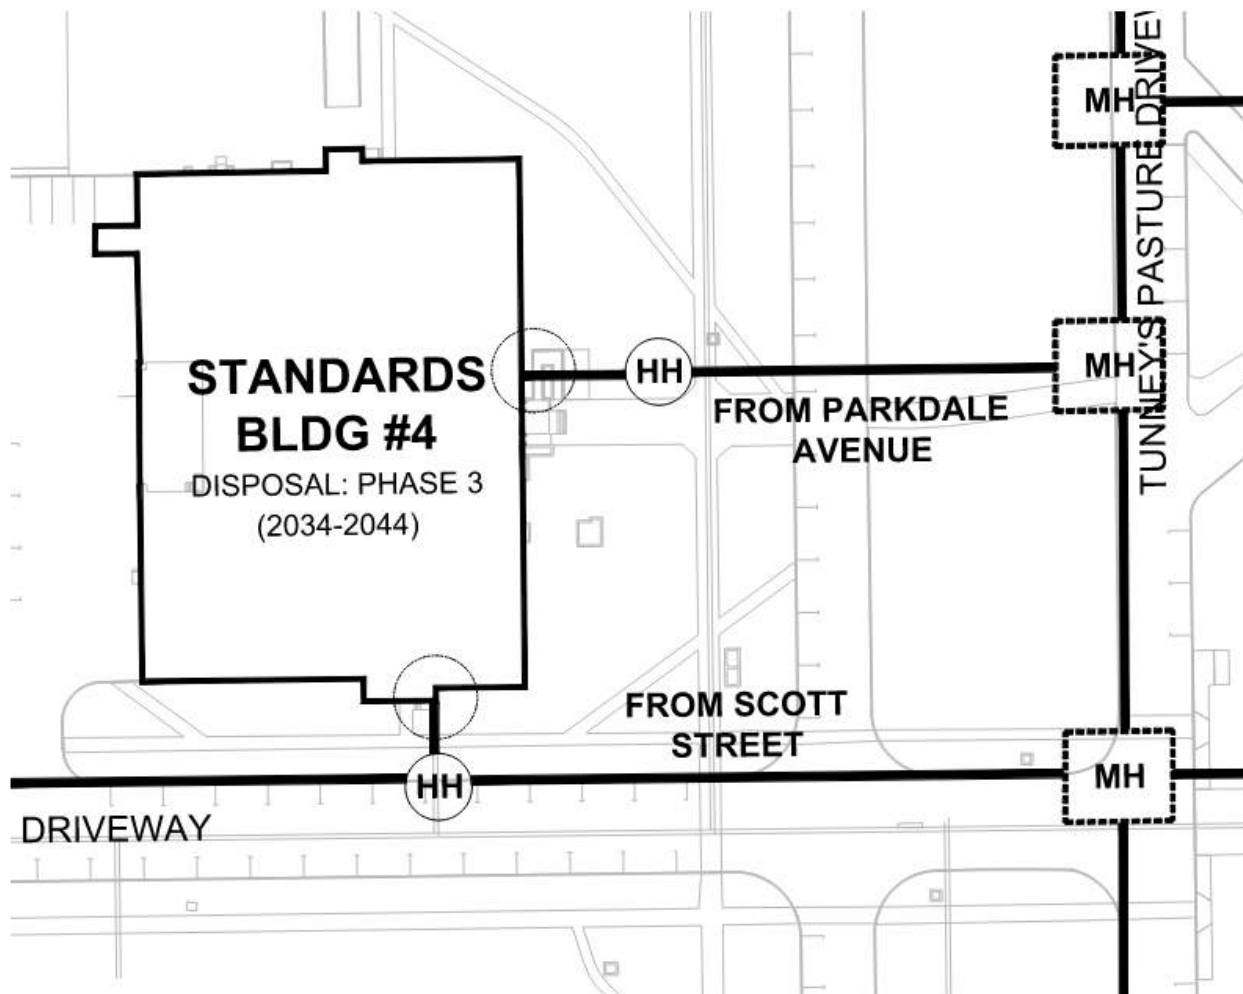 MH
TUNNEY'S PASTURE DRIVEW
STANDARDS
BLDG #4
DISPOSAL: PHASE 3
(2034-2044)
HH
MH
FROM PARKDALE
AVENUE
FROM SCOTT
STREET
HH
MH
DRIVEWAY